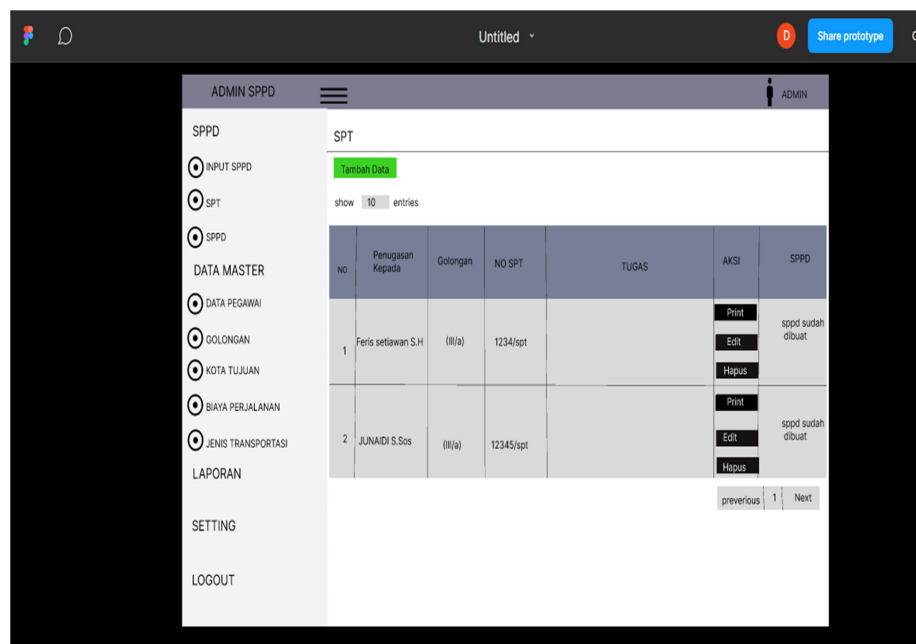 Untitled
D
Share prototype
ADMIN SPPD
ADMIN
SPPD
INPUT SPPD
SPT
SPPD
DATA MASTER
DATA PEGAWAI
GOLONGAN
KOTA TUJUAN
BIAYA PERJALANAN
JENIS TRANSPORTASI
LAPORAN
SETTING
LOGOUT
SPT
Tambah Data
show 10 entries
NO Penugasan Kepada Golongan NO SPT TUGAS AKSI SPPD
1 Feris setiawan S.H (III/a) 1234/spt
Print
Edit
Hapus
sppd sudah
dibuat
2 JUNAIDI S.Sos (III/a) 12345/spt
Print
Edit
Hapus
sppd sudah
dibuat
preverious 1 Next